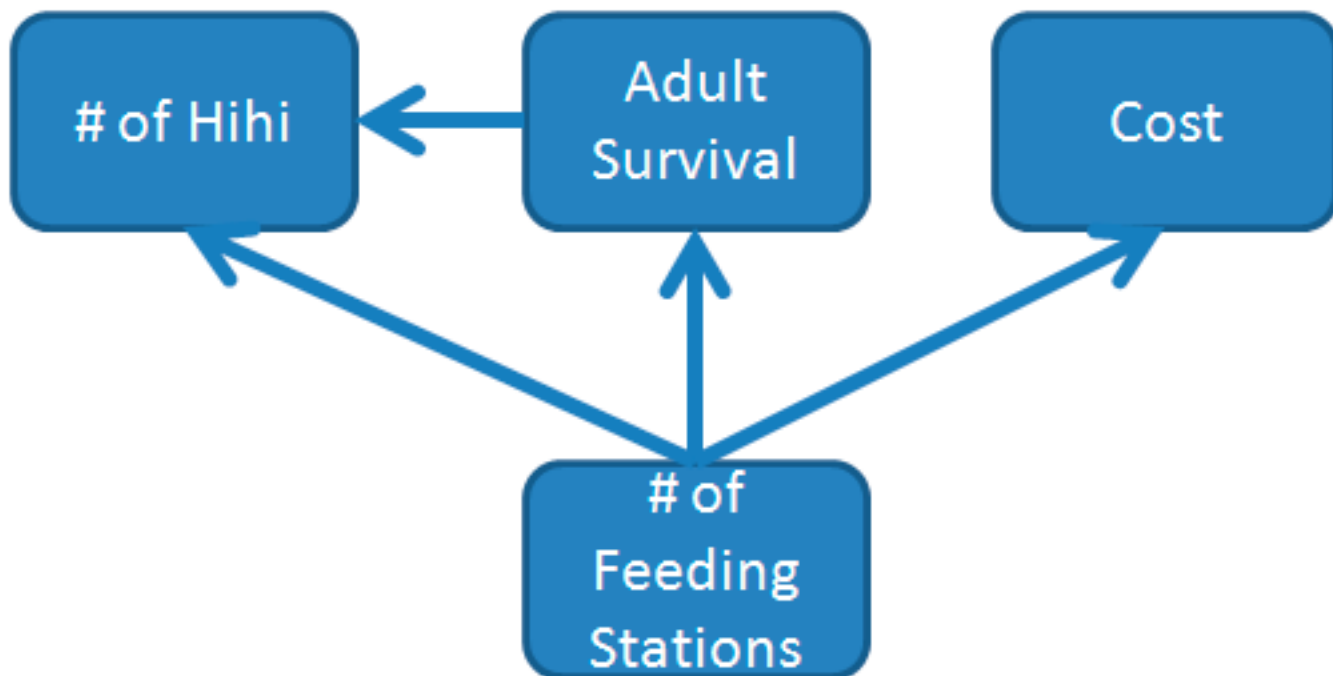 # of Hihi
Adult
Survival
Cost
# of
Feeding
Stations